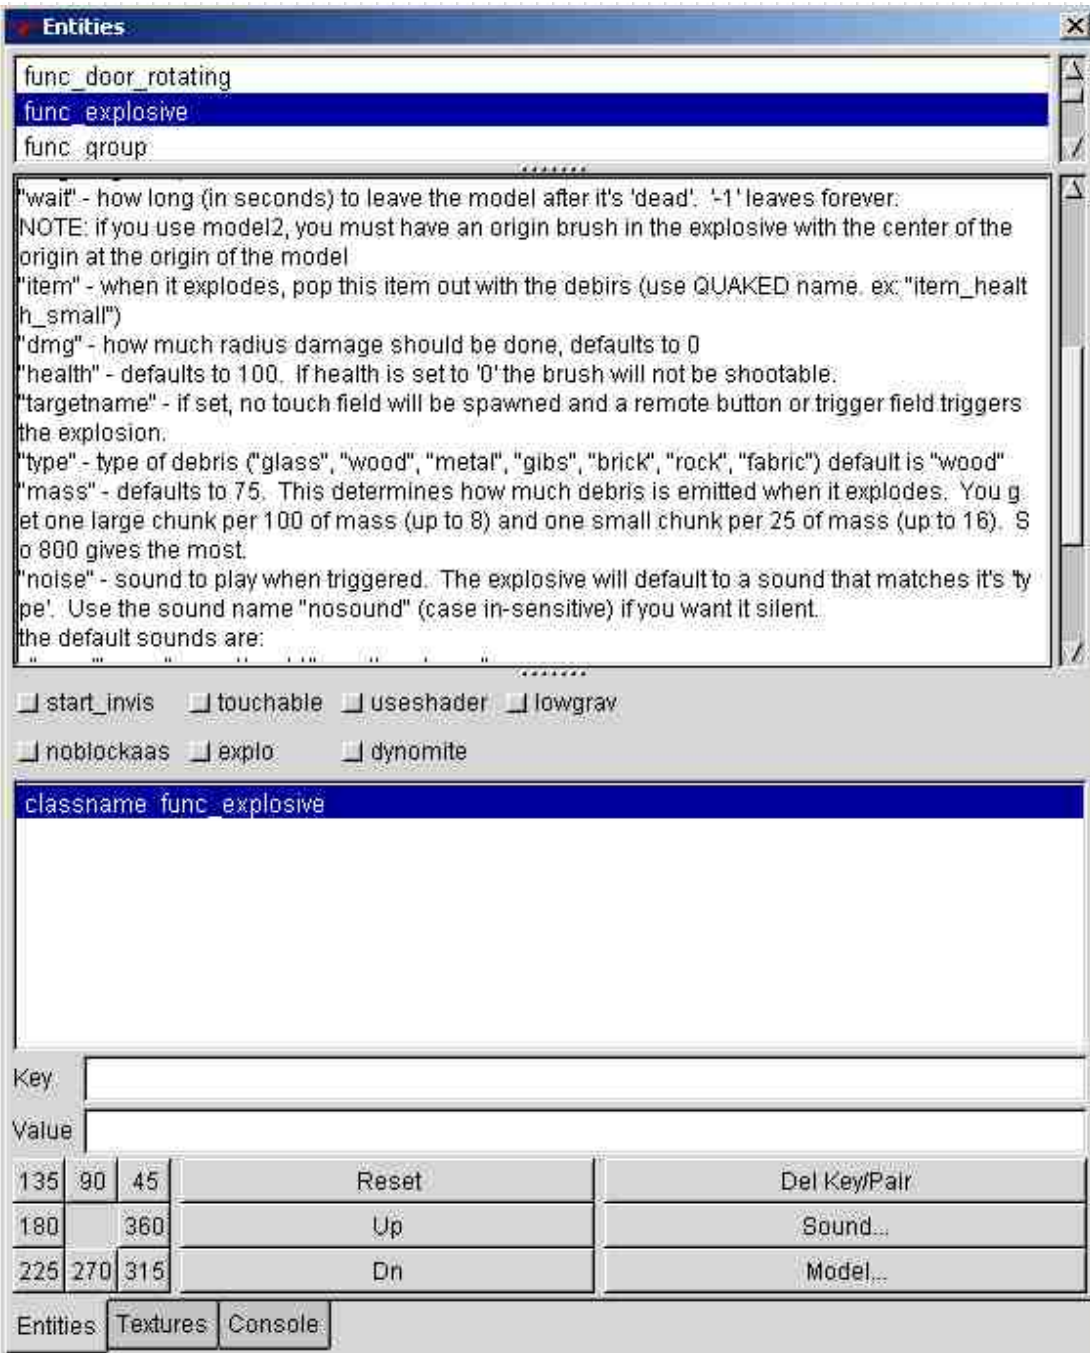 Entities
func_door_rotating
func_explosive
func_group
"wait" - how long (in seconds) to leave the model after it's 'dead'.  '-1' leaves forever.
NOTE: if you use model2, you must have an origin brush in the explosive with the center of the
origin at the origin of the model
"item" - when it explodes, pop this item out with the debirs (use QUAKED name. ex: "item_healt
h_small")
"dmg" - how much radius damage should be done, defaults to 0
"health" - defaults to 100.  If health is set to '0' the brush will not be shootable.
"targetname" - if set, no touch field will be spawned and a remote button or trigger field triggers
the explosion.
"type" - type of debris ("glass", "wood", "metal", "gibs", "brick", "rock", "fabric") default is "wood"
"mass" - defaults to 75.  This determines how much debris is emitted when it explodes.  You g
et one large chunk per 100 of mass (up to 8) and one small chunk per 25 of mass (up to 16).  S
o 800 gives the most.
"noise" - sound to play when triggered.  The explosive will default to a sound that matches it's 'ty
pe'.  Use the sound name "nosound" (case in-sensitive) if you want it silent.
the default sounds are:
start_invis touchable useshader lowgrav
noblockaas explo dynomite
classname func_explosive
Key
Value
135 90 45 Reset Del Key/Pair
180 360 Up Sound...
225 270 315 Dn Model...
Entities Textures Console